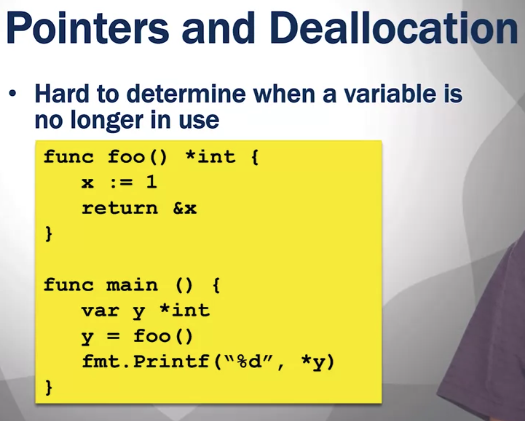 Pointers and Deallocation
• Hard to determine when a variable is
no longer in use
func foo() *int {
x := 1
return &x
}
func main () {
var y *int
y = foo()
fmt.Printf(“%d”, *y)
}